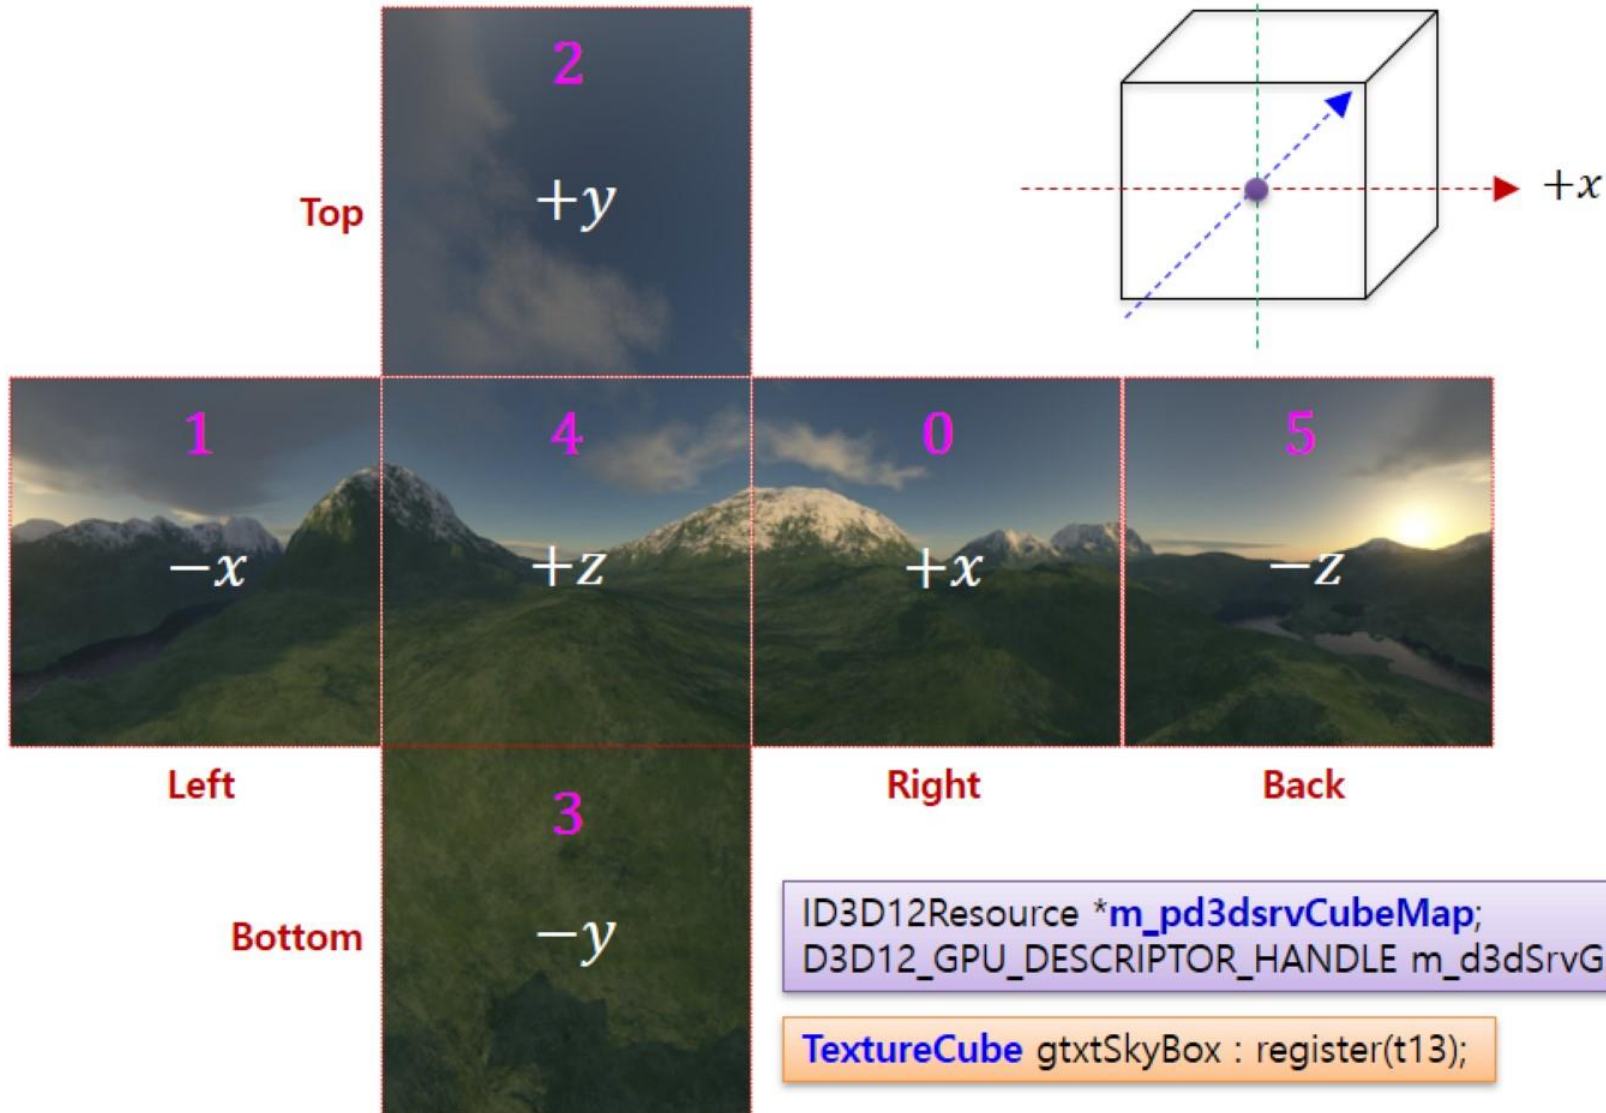 2
+y
Top
+x
1
4
0
5
−x
+z
+x
−z
Left
Right
Back
3
−y
Bottom
ID3D12Resource *m_pd3dsrvCubeMap;
D3D12_GPU_DESCRIPTOR_HANDLE m_d3dSrvG
TextureCube gtxtSkyBox : register(t13);